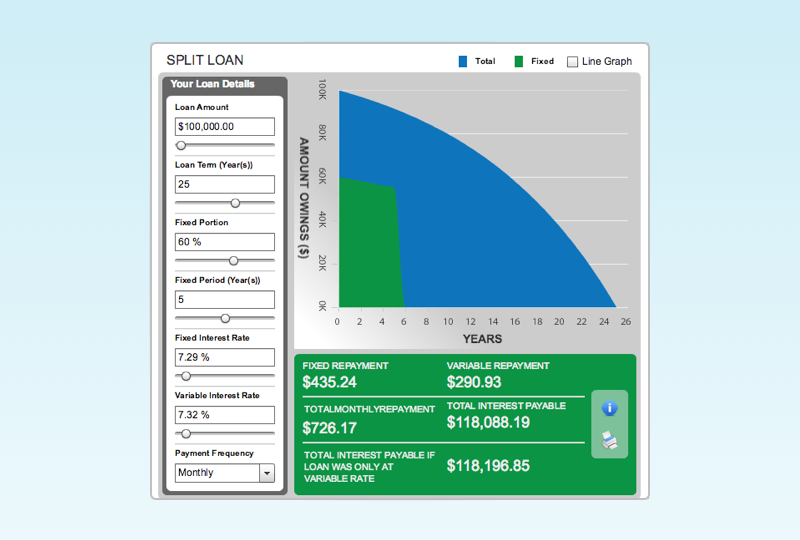 SPLIT LOAN
Total Fixed Line Graph
Your Loan Details
Loan Amount
$100,000.00
Loan Term (Year(s))
25
Fixed Portion
60 %
Fixed Period (Year(s))
5
Fixed Interest Rate
7.29 %
Variable Interest Rate
7.32 %
Payment Frequency
Monthly
AMOUNT OWINGS ($)
100K
80K
60K
40K
20K
0K
0 2 4 6 8 10 12 14 16 18 20 22 24 26
YEARS
FIXED REPAYMENT
$435.24
VARIABLE REPAYMENT
$290.93
TOTALMONTHLYREPAYMENT
$726.17
TOTAL INTEREST PAYABLE
$118,088.19
TOTAL INTEREST PAYABLE IF
LOAN WAS ONLY AT
VARIABLE RATE
$118,196.85